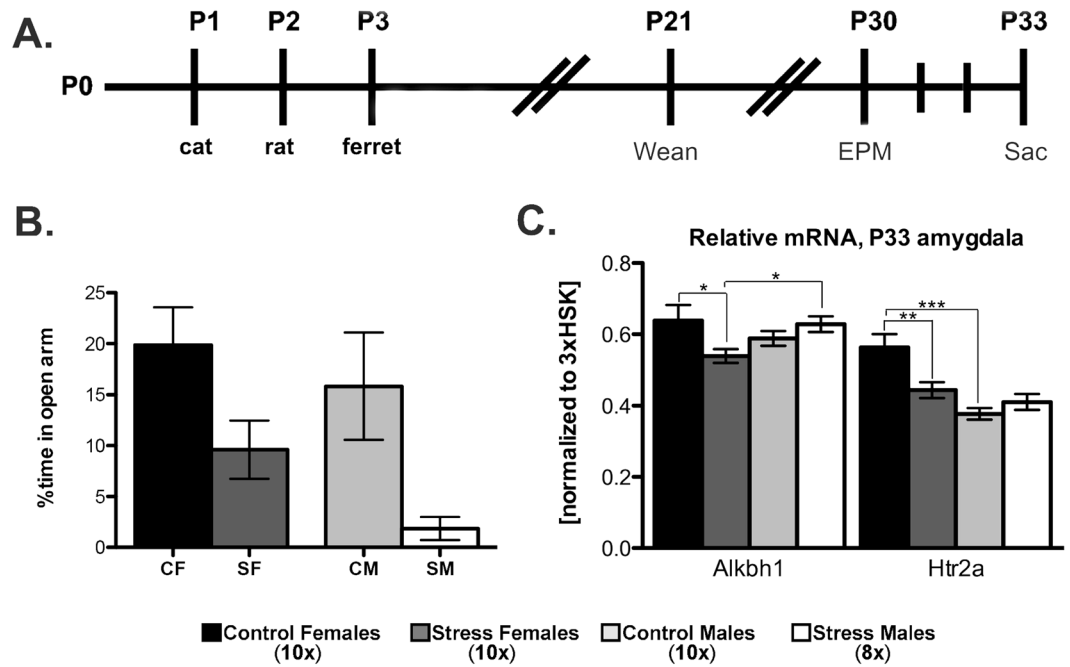 A.
P1 P2 P3 P21 P30 P33
P0
cat rat ferret Wean EPM Sac
B.
%time in open arm
25
20
15
10
5
0
CF SF CM SM
C.
Relative mRNA, P33 amygdala
[normalized to 3xHSK]
0.8
0.6
0.4
0.2
0.0
* * ** ***
Alkbh1 Htr2a
Control Females Stress Females Control Males Stress Males
(10x) (10x) (10x) (8x)